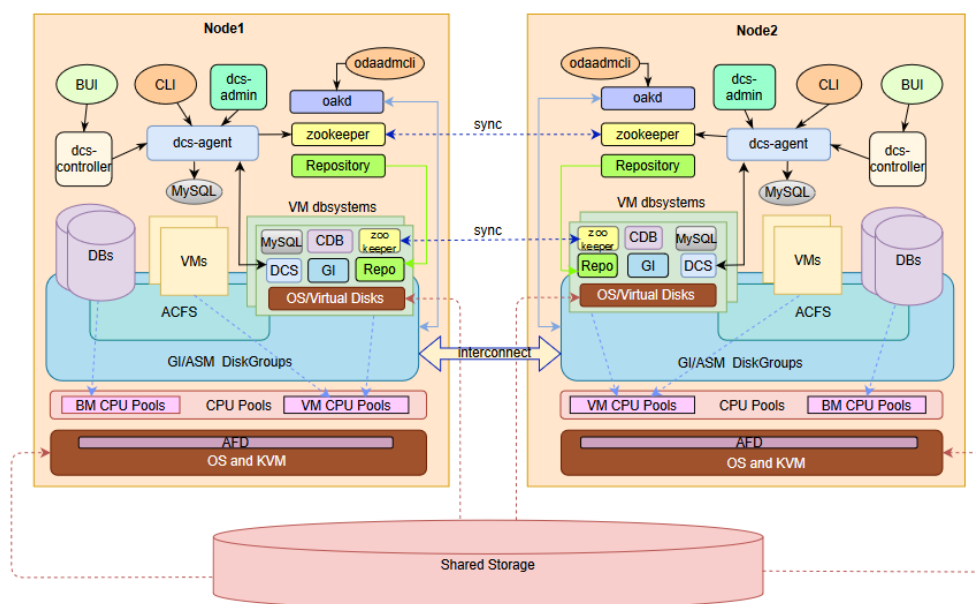 Node1
odaadmcli
BUI
CLI
dcs-
admin
oakd
zookeeper
dcs-
controller
dcs-agent
Repository
MySQL
VM dbsystems
DBs
VMs
MySQL
CDB
zoo
keeper
DCS
GI
Repo
OS/Virtual Disks
ACFS
GI/ASM DiskGroups
BM CPU Pools
CPU Pools
VM CPU Pools
AFD
OS and KVM
sync
sync
interconnect
Node2
odaadmcli
oakd
dcs-
admin
CLI
BUI
zookeeper
dcs-agent
dcs-
controller
Repository
MySQL
VM dbsystems
zoo
keeper
CDB
MySQL
VMs
DBs
Repo
GI
DCS
OS/Virtual Disks
ACFS
GI/ASM DiskGroups
VM CPU Pools
CPU Pools
BM CPU Pools
AFD
OS and KVM
Shared Storage